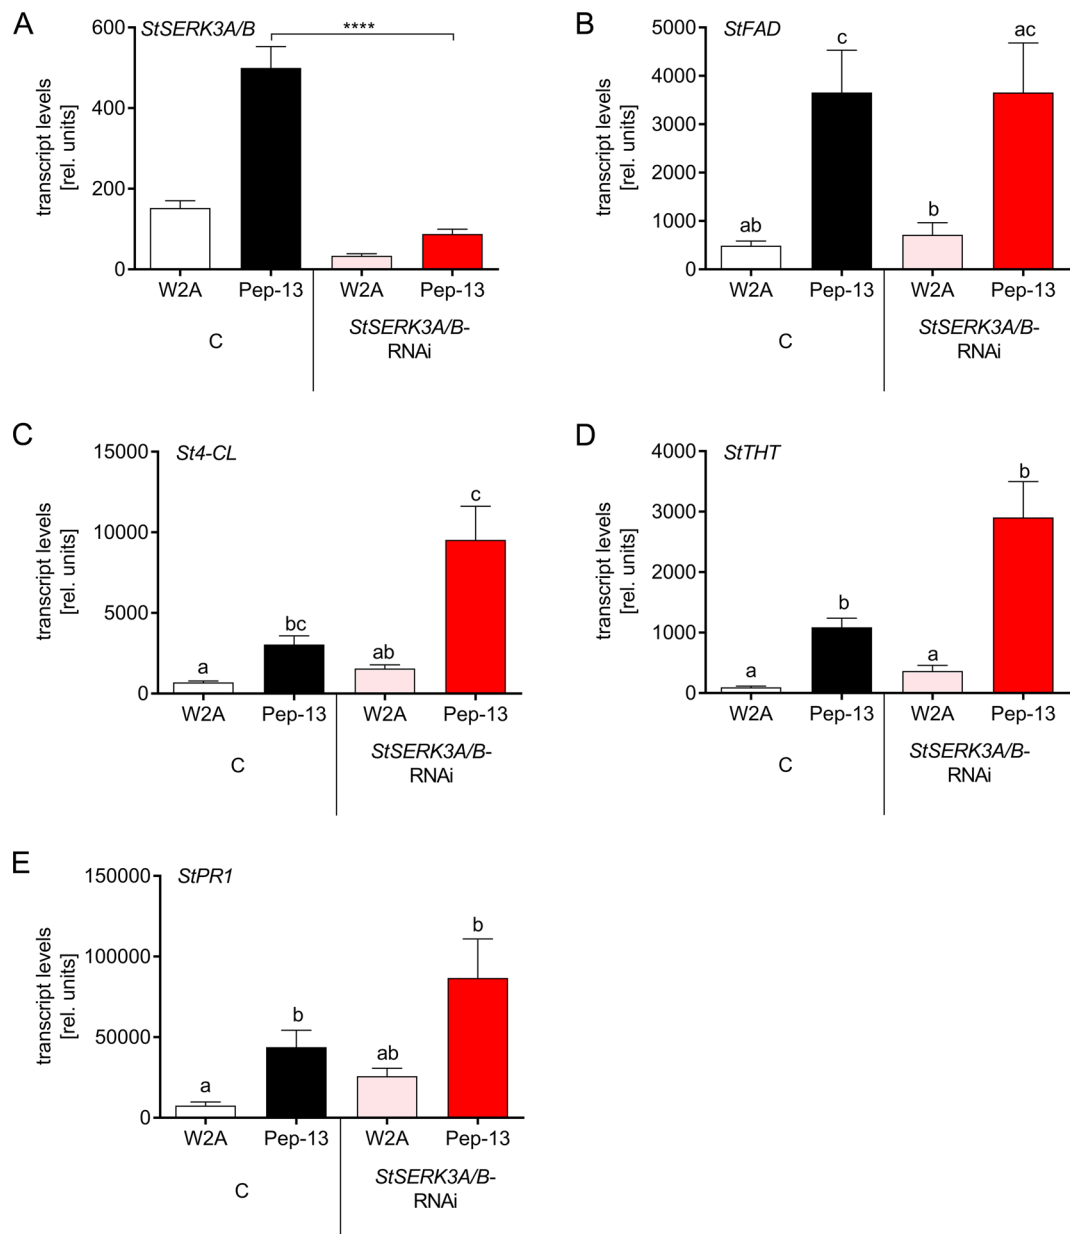 A
StSERK3A/B
****
600
400
200
0
transcript levels
[rel. units]
W2A Pep-13 W2A Pep-13
C
StSERK3A/B-
RNAi
B
StFAD
5000
4000
3000
2000
1000
0
transcript levels
[rel. units]
ab c b ac
W2A Pep-13 W2A Pep-13
C
StSERK3A/B-
RNAi
C
St4-CL
15000
10000
5000
0
transcript levels
[rel. units]
a bc ab c
W2A Pep-13 W2A Pep-13
C
StSERK3A/B-
RNAi
D
StTHT
4000
3000
2000
1000
0
transcript levels
[rel. units]
a b a b
W2A Pep-13 W2A Pep-13
C
StSERK3A/B-
RNAi
E
StPR1
150000
100000
50000
0
transcript levels
[rel. units]
a b ab b
W2A Pep-13 W2A Pep-13
C
StSERK3A/B-
RNAi